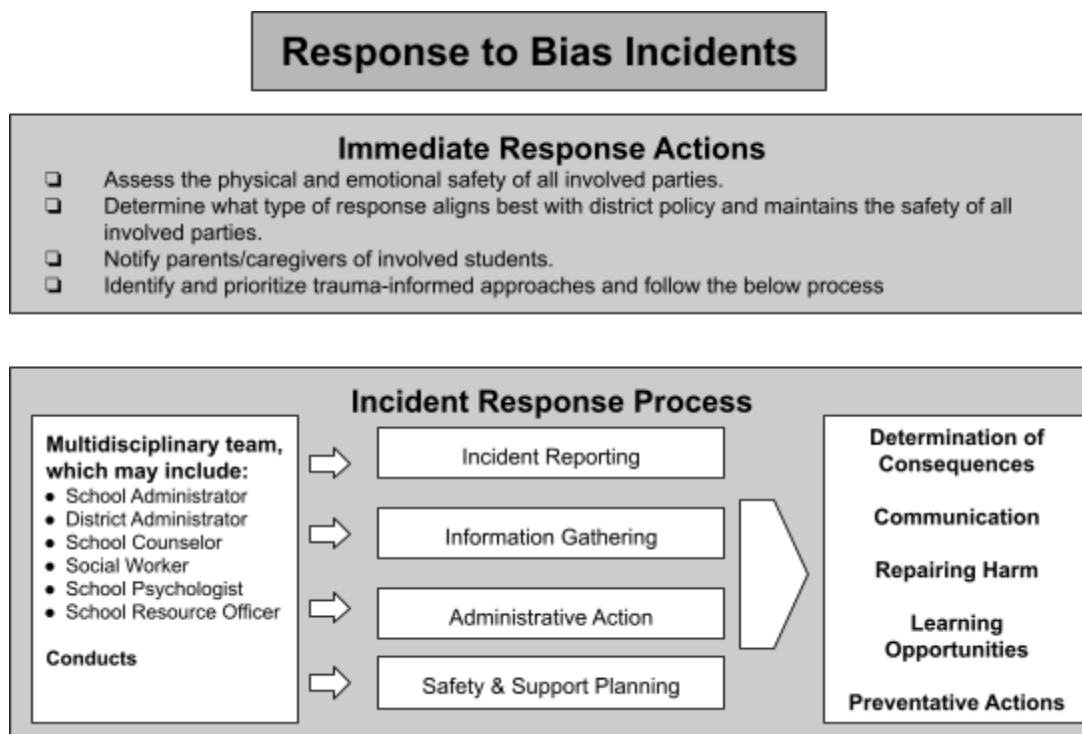 Response to Bias Incidents
Immediate Response Actions
❏ Assess the physical and emotional safety of all involved parties.
❏ Determine what type of response aligns best with district policy and maintains the safety of all
involved parties.
❏ Notify parents/caregivers of involved students.
❏ Identify and prioritize trauma-informed approaches and follow the below process
Incident Response Process
Multidisciplinary team,
which may include:
● School Administrator
● District Administrator
● School Counselor
● Social Worker
● School Psychologist
● School Resource Officer
Conducts
Incident Reporting
Information Gathering
Administrative Action
Safety & Support Planning
Determination of
Consequences
Communication
Repairing Harm
Learning
Opportunities
Preventative Actions